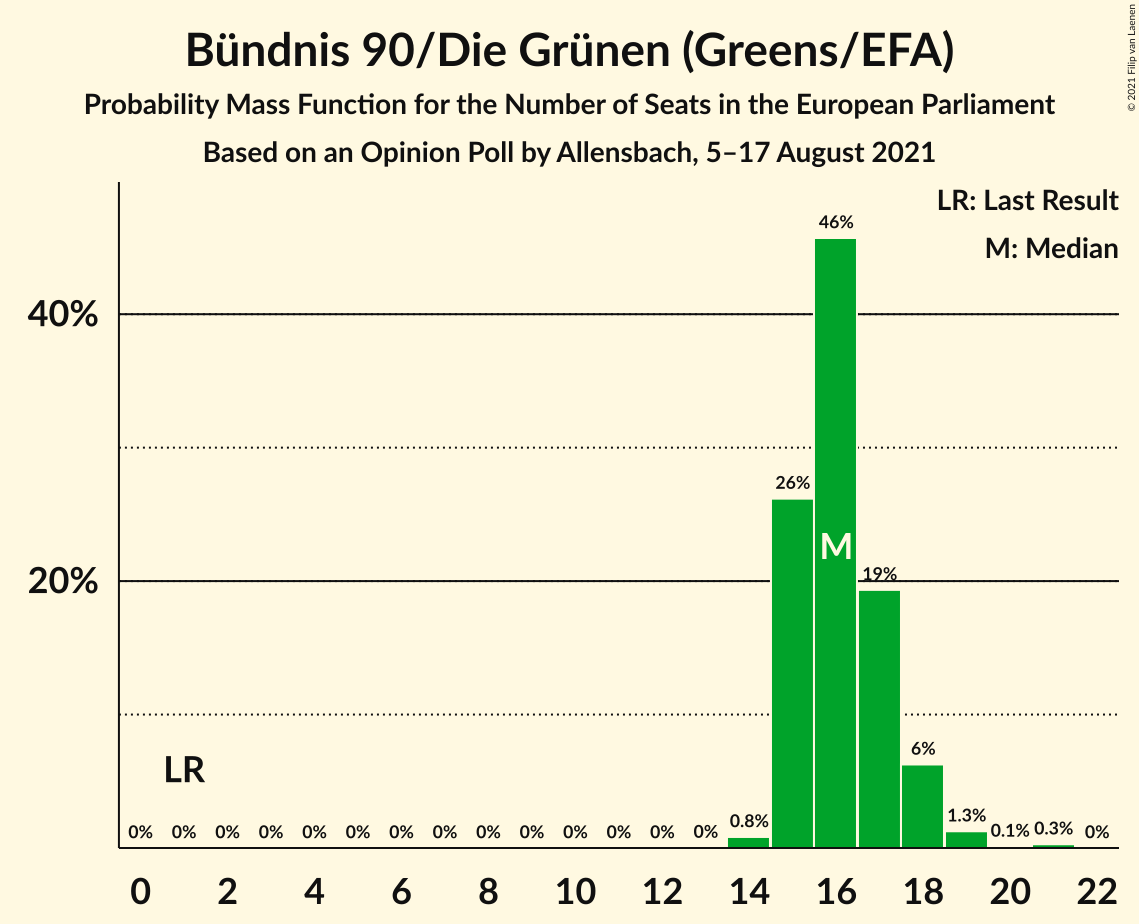 Bündnis 90/Die Grünen (Greens/EFA)
Probability Mass Function for the Number of Seats in the European Parliament
Based on an Opinion Poll by Allensbach, 5–17 August 2021
© 2021 Filip van Laenen
LR: Last Result
M: Median
46%
40%
26%
M
20%
19%
LR
6%
0% 0% 0% 0% 0% 0% 0% 0% 0% 0% 0% 0% 0% 0% 0.8% 1.3% 0.1% 0.3% 0%
0 2 4 6 8 10 12 14 16 18 20 22